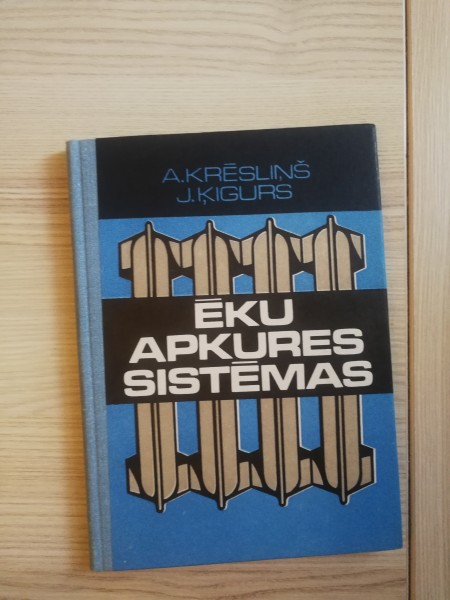 A.KRĒSLIŅŠ
J.ĶIGURS
ĒKU
APKURES
SISTĒMAS